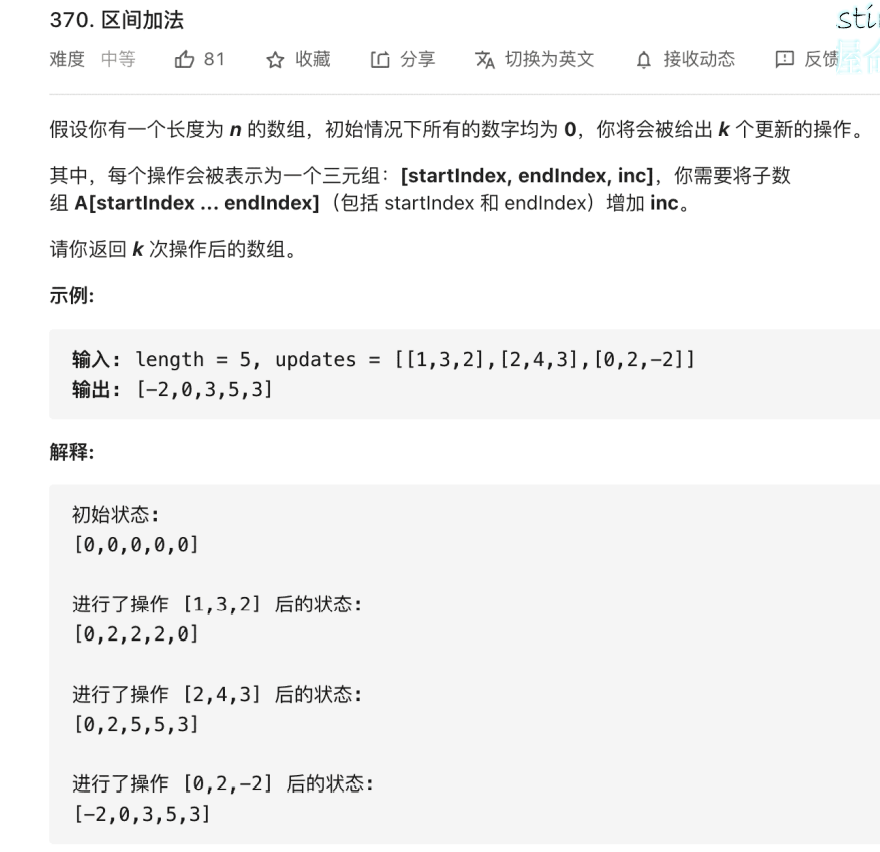 370. 区间加法
难度 中等 81 收藏 分享 切换为英文 接收动态 反馈
假设你有一个长度为 n 的数组，初始情况下所有的数字均为 0，你将会被给出 k 个更新的操作。
其中，每个操作会被表示为一个三元组：[startIndex, endIndex, inc]，你需要将子数
组 A[startIndex ... endIndex]（包括 startIndex 和 endIndex）增加 inc。
请你返回 k 次操作后的数组。
示例:
输入: length = 5, updates = [[1,3,2],[2,4,3],[0,2,-2]]
输出: [-2,0,3,5,3]
解释:
初始状态:
[0,0,0,0,0]
进行了操作 [1,3,2] 后的状态:
[0,2,2,2,0]
进行了操作 [2,4,3] 后的状态:
[0,2,5,5,3]
进行了操作 [0,2,-2] 后的状态:
[-2,0,3,5,3]